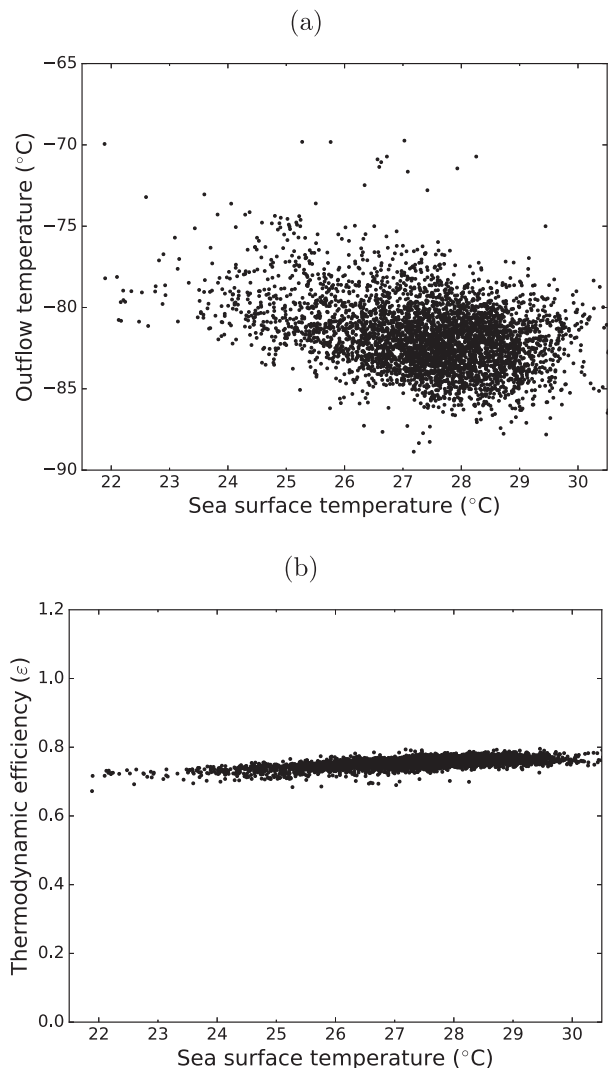 (a)
−65
−70
−75
−80
−85
−90
Outflow temperature (°C)
22 23 24 25 26 27 28 29 30
Sea surface temperature (°C)
(b)
1.2
1.0
0.8
0.6
0.4
0.2
0.0
Thermodynamic efficiency (ε)
22 23 24 25 26 27 28 29 30
Sea surface temperature (°C)